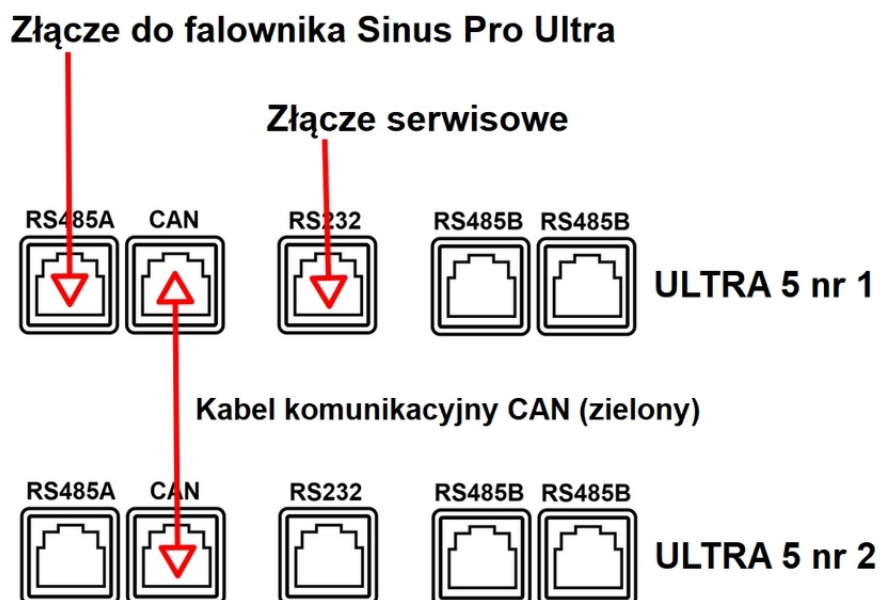 Złącze do falownika Sinus Pro Ultra
Złącze serwisowe
RS485A CAN RS232 RS485B RS485B
ULTRA 5 nr 1
Kabel komunikacyjny CAN (zielony)
RS485A CAN RS232 RS485B RS485B
ULTRA 5 nr 2